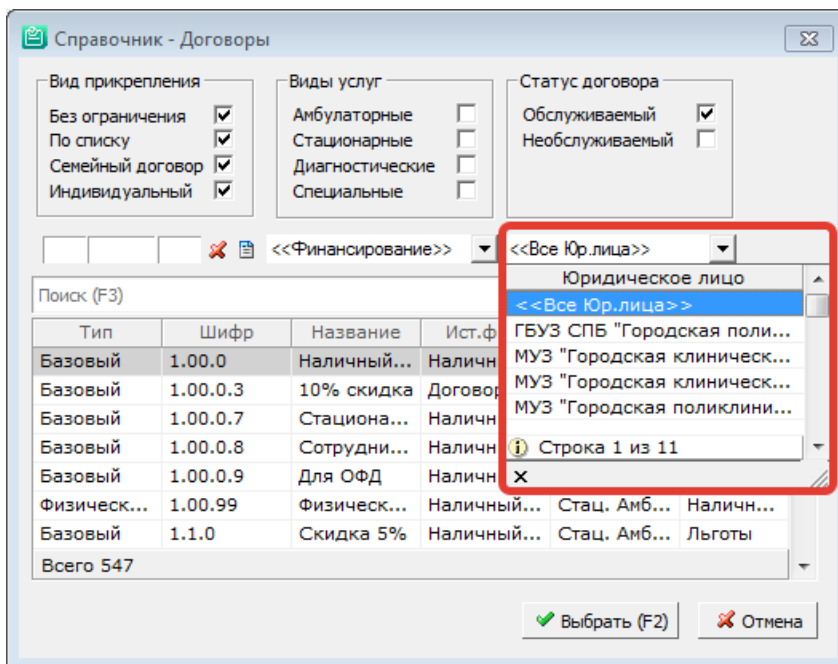 Справочник - Договоры
Вид прикрепления
Без ограничения
По списку
Семейный договор
Индивидуальный
Виды услуг
Амбулаторные
Стационарные
Диагностические
Специальные
Статус договора
Обслуживаемый
Необслуживаемый
<<Финансирование>> <<Все Юр.лица>>
Юридическое лицо
<<Все Юр.лица>>
ГБУЗ СПБ "Городская поли...
МУЗ "Городская клиническ...
МУЗ "Городская клиническ...
МУЗ "Городская поликлини...
Строка 1 из 11
Поиск (F3)
Тип Шифр Название Ист.ф
Базовый 1.00.0 Наличный... Наличн
Базовый 1.00.0.3 10% скидка Договор
Базовый 1.00.0.7 Стациона... Наличн
Базовый 1.00.0.8 Сотрудни... Наличн
Базовый 1.00.0.9 Для ОФД Наличн
Физическ... 1.00.99 Физическ... Наличный... Стац. Амб... Наличн...
Базовый 1.1.0 Скидка 5% Наличный... Стац. Амб... Льготы
Всего 547
Выбрать (F2) Отмена